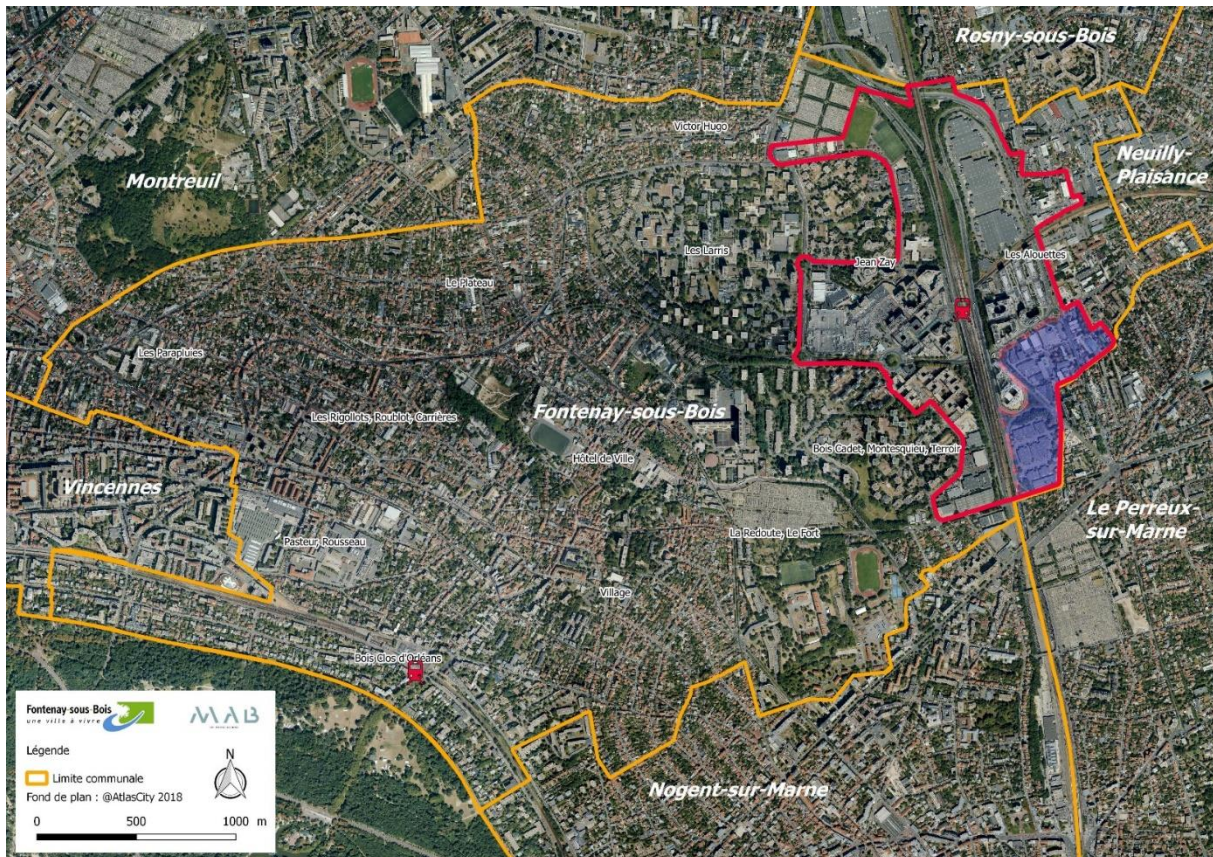 Rosny-sous-Bois
Victor Hugo
Neuilly-
Plaisance
Montreuil
Les Larris
Jean Zay
Les Alouettes
Le Plateau
Les Parapluies
Les Rigollots, Roublot, Carrières
Fontenay-sous-Bois
Hôtel de Ville
Bois Cadet, Montesquieu, Terroir
Vincennes
Le Perreux-
sur-Marne
Pasteur, Rousseau
La Redoute, Le Fort
Village
Bois Clos d'Orléans
Nogent-sur-Marne
Fontenay-sous-Bois
une ville à vivre
MAB
Légende
N
Limite communale
Fond de plan : @AtlasCity 2018
0 500 1000 m